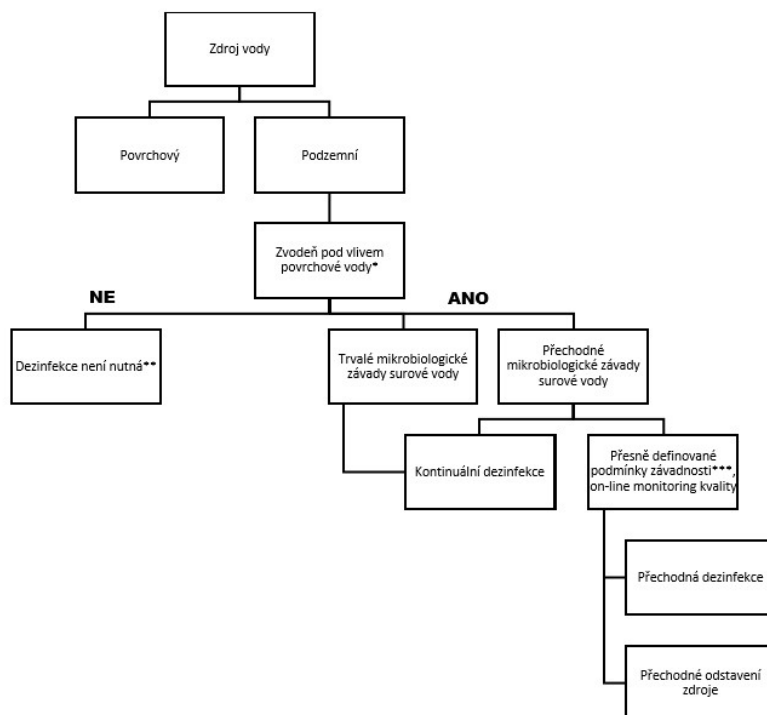 Zdroj vody
Povrchový
Podzemní
Zvodeň pod vlivem
povrchové vody*
NE
ANO
Dezinfekce není nutná**
Trvalé mikrobiologické
závady surové vody
Přechodné
mikrobiologické závady
surové vody
Kontinuální dezinfekce
Přesně definované
podmínky závadnosti***,
on-line monitoring kvality
Přechodná dezinfekce
Přechodné odstavení
zdroje